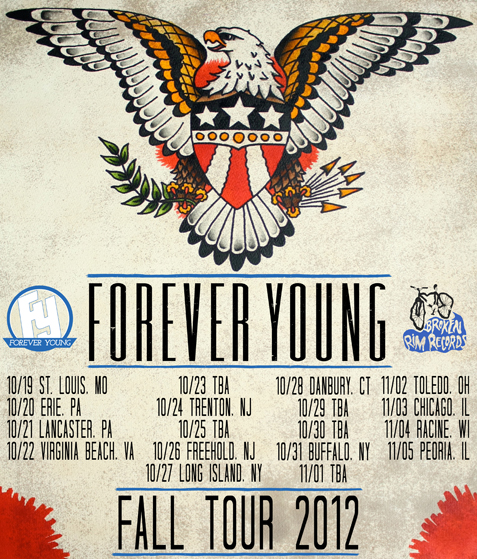 FOREVER YOUNG
FY
FOREVER YOUNG
BROKEN
RIM RECORDS
10/19 ST. LOUIS, MO
10/20 ERIE, PA
10/21 LANCASTER, PA
10/22 VIRGINIA BEACH, VA
10/23 TBA
10/24 TRENTON, NJ
10/25 TBA
10/26 FREEHOLD, NJ
10/27 LONG ISLAND, NY
10/28 DANBURY, CT
10/29 TBA
10/30 TBA
10/31 BUFFALO, NY
11/01 TBA
11/02 TOLEDO, OH
11/03 CHICAGO, IL
11/04 RACINE, WI
11/05 PEORIA, IL
FALL TOUR 2012